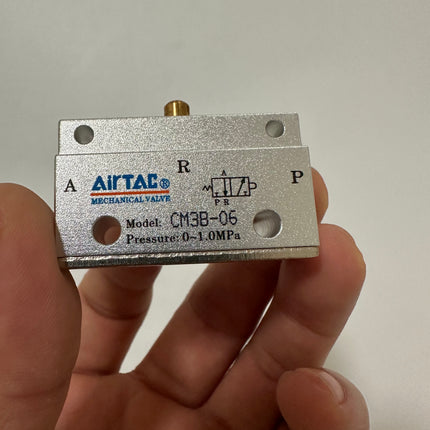 A R P
AirTAC®
MECHANICAL VALVE
A
P R
Model: CM3B-06
Pressure: 0~1.0MPa